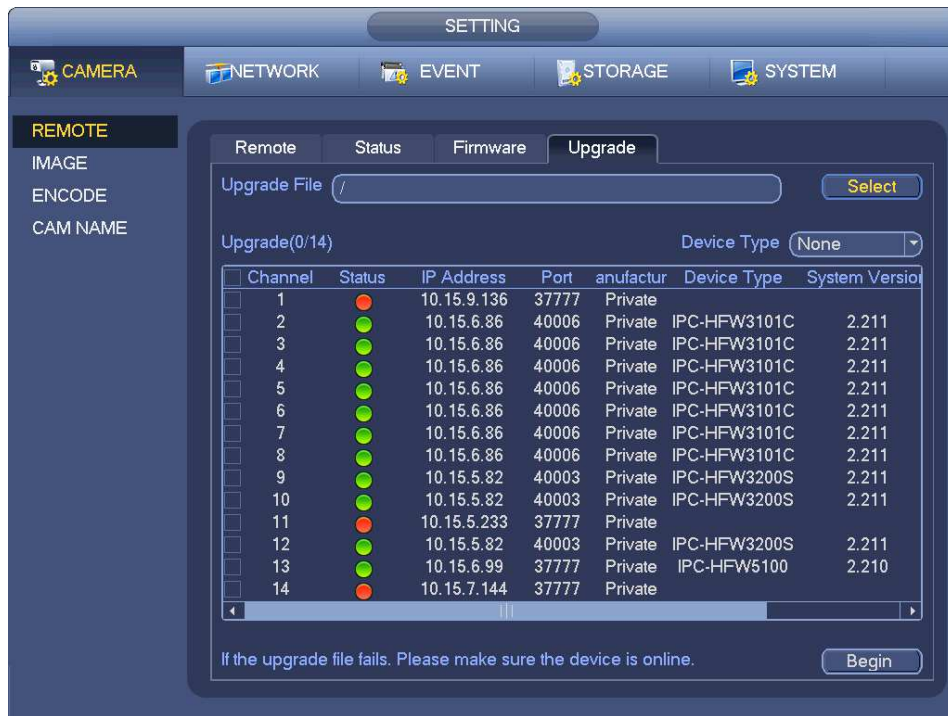 SETTING
CAMERA NETWORK EVENT STORAGE SYSTEM
REMOTE
IMAGE
ENCODE
CAM NAME
Remote Status Firmware Upgrade
Upgrade File / Select
Upgrade(0/14) Device Type None
Channel Status IP Address Port anufactur Device Type System Version
1 10.15.9.136 37777 Private
2 10.15.6.86 40006 Private IPC-HFW3101C 2.211
3 10.15.6.86 40006 Private IPC-HFW3101C 2.211
4 10.15.6.86 40006 Private IPC-HFW3101C 2.211
5 10.15.6.86 40006 Private IPC-HFW3101C 2.211
6 10.15.6.86 40006 Private IPC-HFW3101C 2.211
7 10.15.6.86 40006 Private IPC-HFW3101C 2.211
8 10.15.6.86 40006 Private IPC-HFW3101C 2.211
9 10.15.5.82 40003 Private IPC-HFW3200S 2.211
10 10.15.5.82 40003 Private IPC-HFW3200S 2.211
11 10.15.5.233 37777 Private
12 10.15.5.82 40003 Private IPC-HFW3200S 2.211
13 10.15.6.99 37777 Private IPC-HFW5100 2.210
14 10.15.7.144 37777 Private
If the upgrade file fails. Please make sure the device is online. Begin